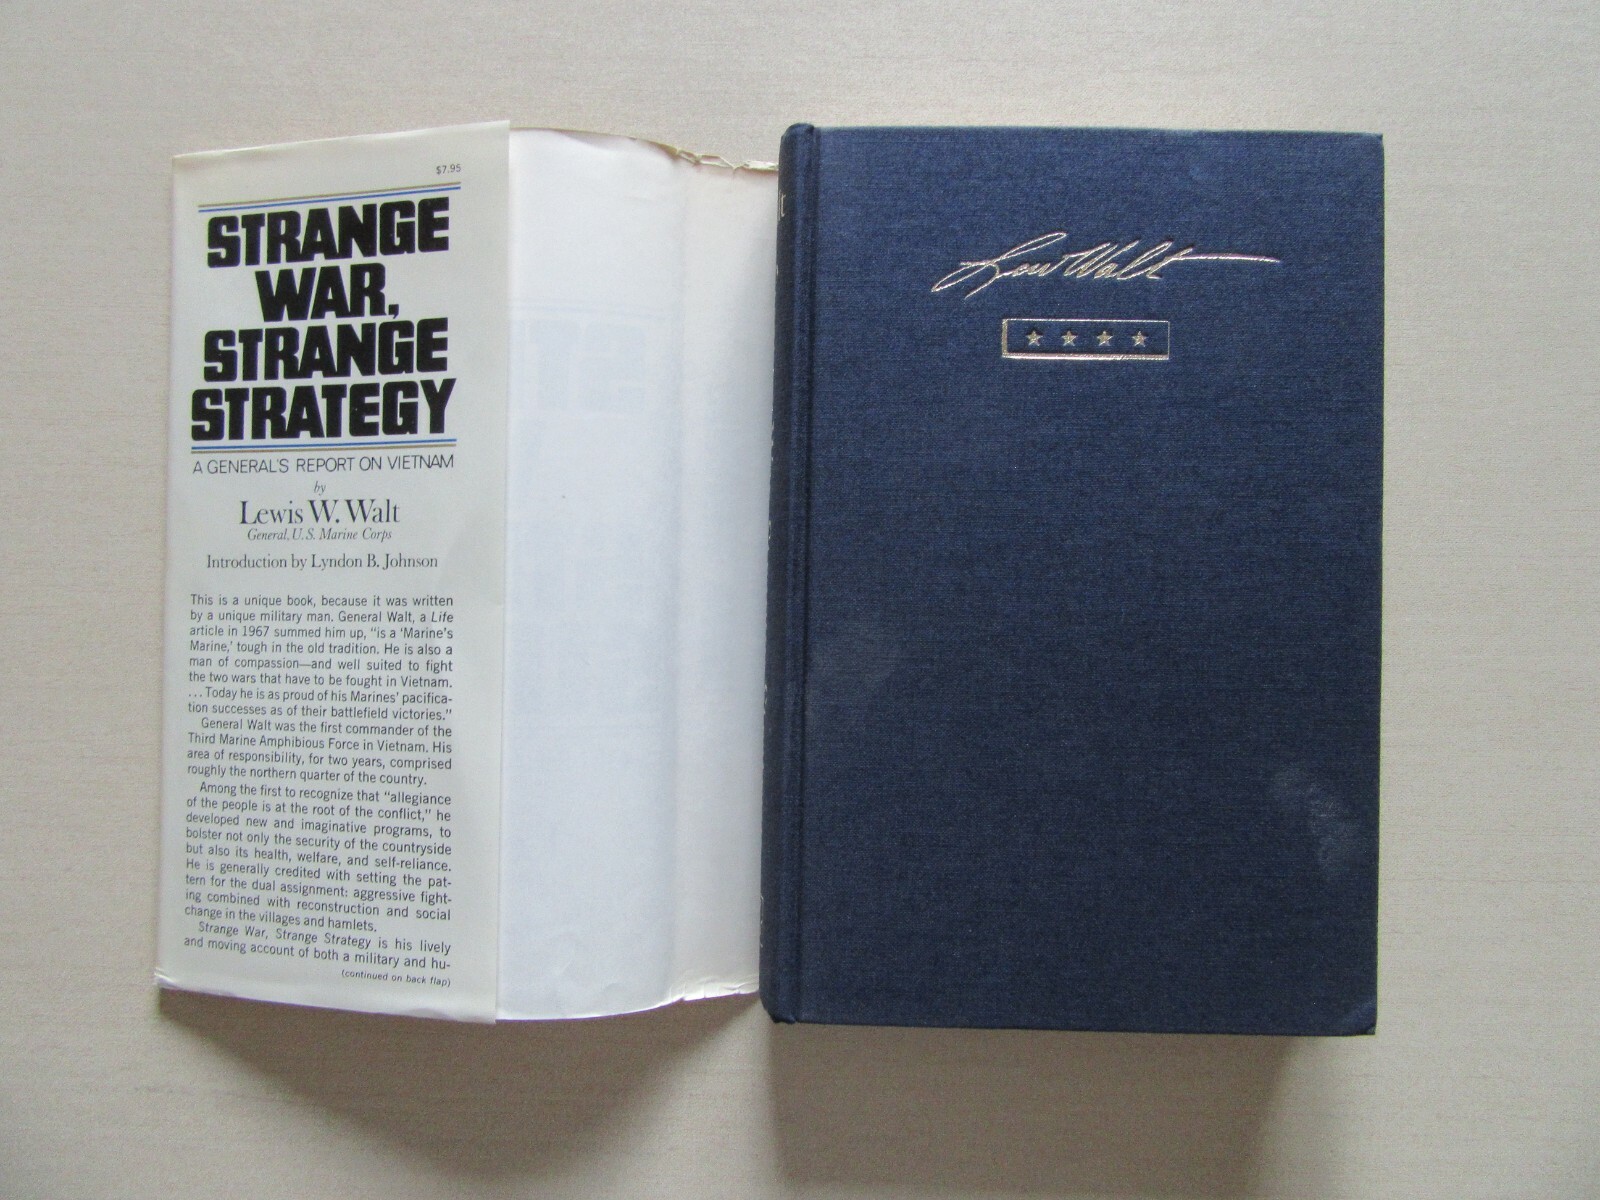 $7.95
STRANGE
WAR,
STRANGE
STRATEGY
A GENERAL'S REPORT ON VIETNAM
by
Lewis W. Walt
General, U.S. Marine Corps
Introduction by Lyndon B. Johnson
This is a unique book, because it was written
by a unique military man. General Walt, a Life
article in 1967 summed him up, "is a 'Marine's
Marine,' tough in the old tradition. He is also a
man of compassion—and well suited to fight
the two wars that have to be fought in Vietnam.
... Today he is as proud of his Marines' pacifica-
tion successes as of their battlefield victories."
General Walt was the first commander of the
Third Marine Amphibious Force in Vietnam. His
area of responsibility, for two years, comprised
roughly the northern quarter of the country.
Among the first to recognize that "allegiance
of the people is at the root of the conflict," he
developed new and imaginative programs, to
bolster not only the security of the countryside
but also its health, welfare, and self-reliance.
He is generally credited with setting the pat-
tern for the dual assignment: aggressive fight-
ing combined with reconstruction and social
change in the villages and hamlets.
Strange War, Strange Strategy is his lively
and moving account of both a military and hu-
(continued on back flap)
Lew Walt